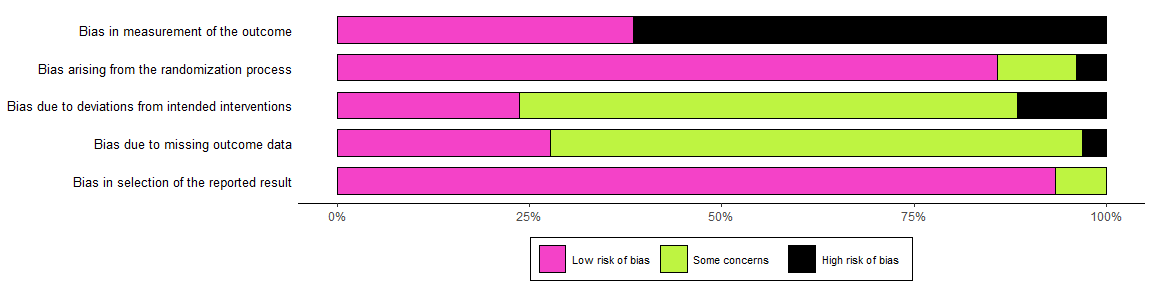 Bias in measurement of the outcome
Bias arising from the randomization process
Bias due to deviations from intended interventions
Bias due to missing outcome data
Bias in selection of the reported result
0% 25% 50% 75% 100%
Low risk of bias Some concerns High risk of bias